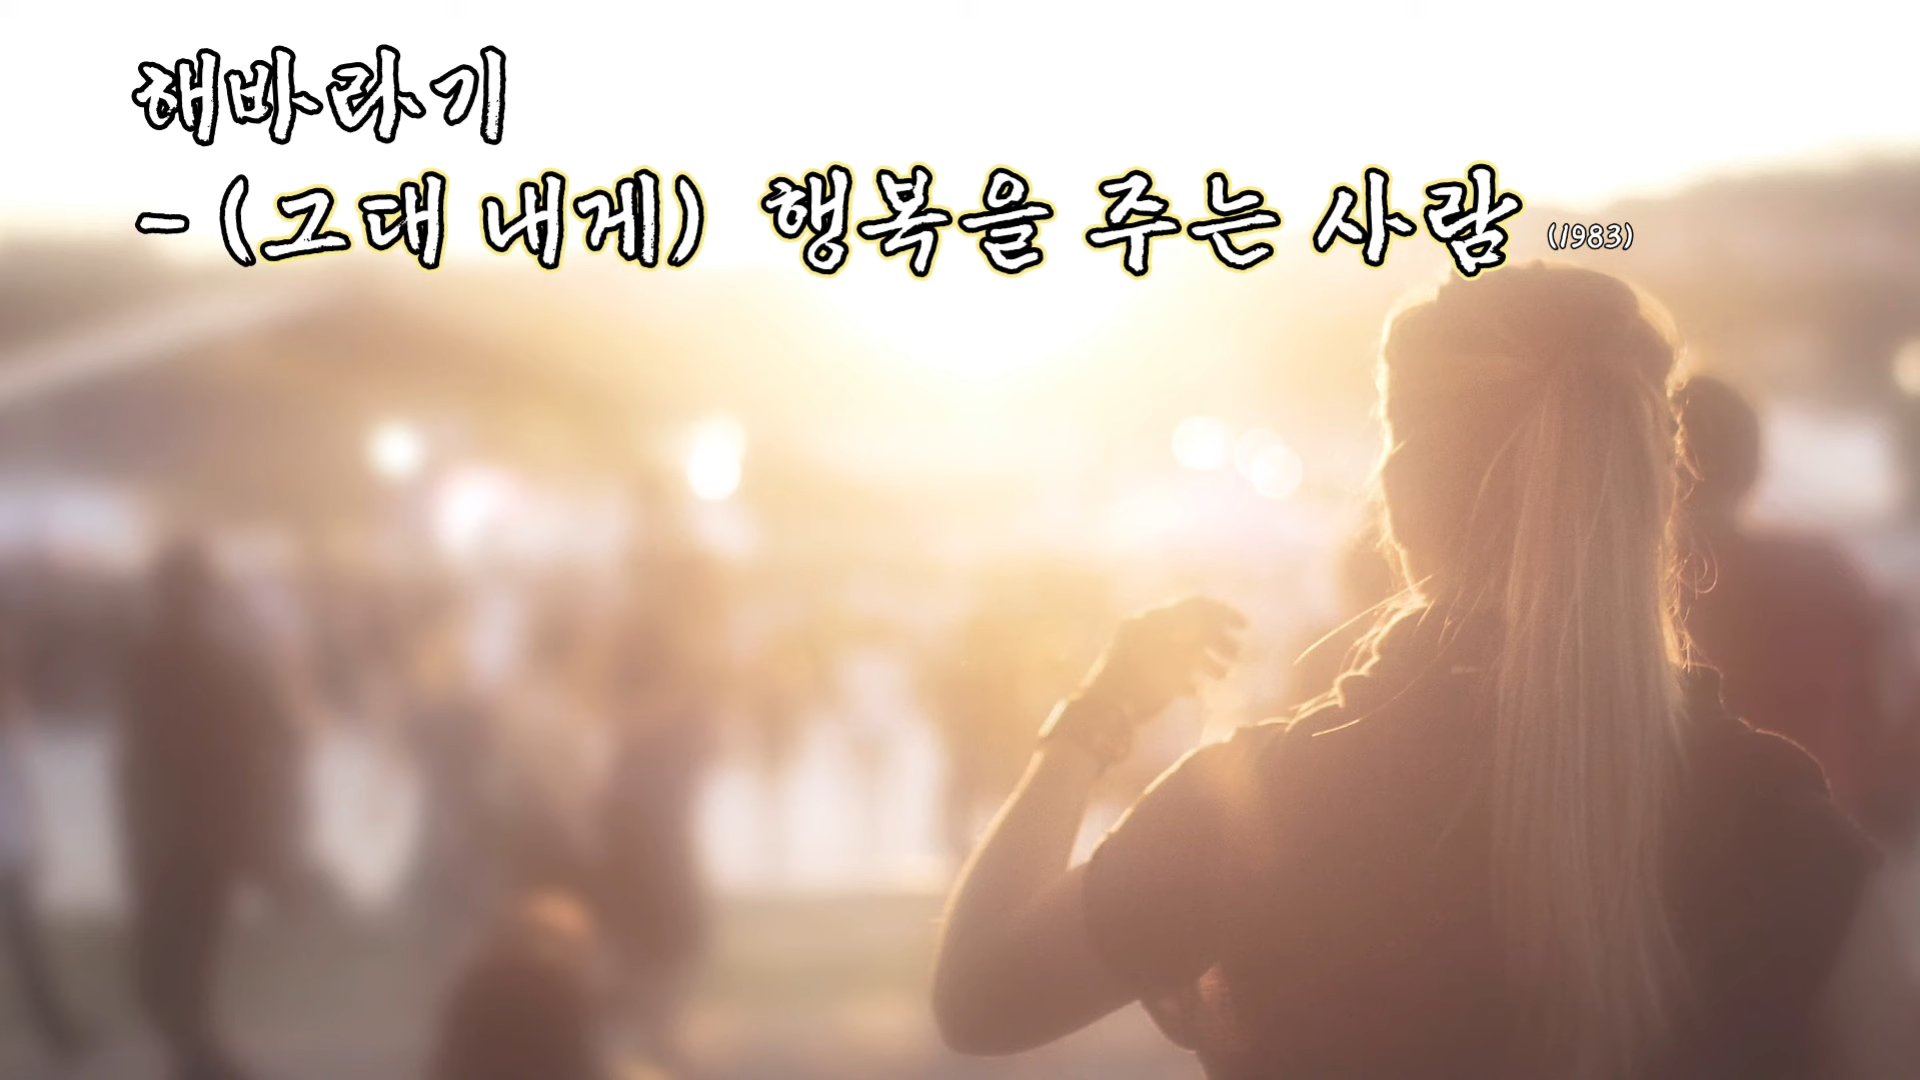 해바라기
- (그대 내게) 행복을 주는 사람 (1983)